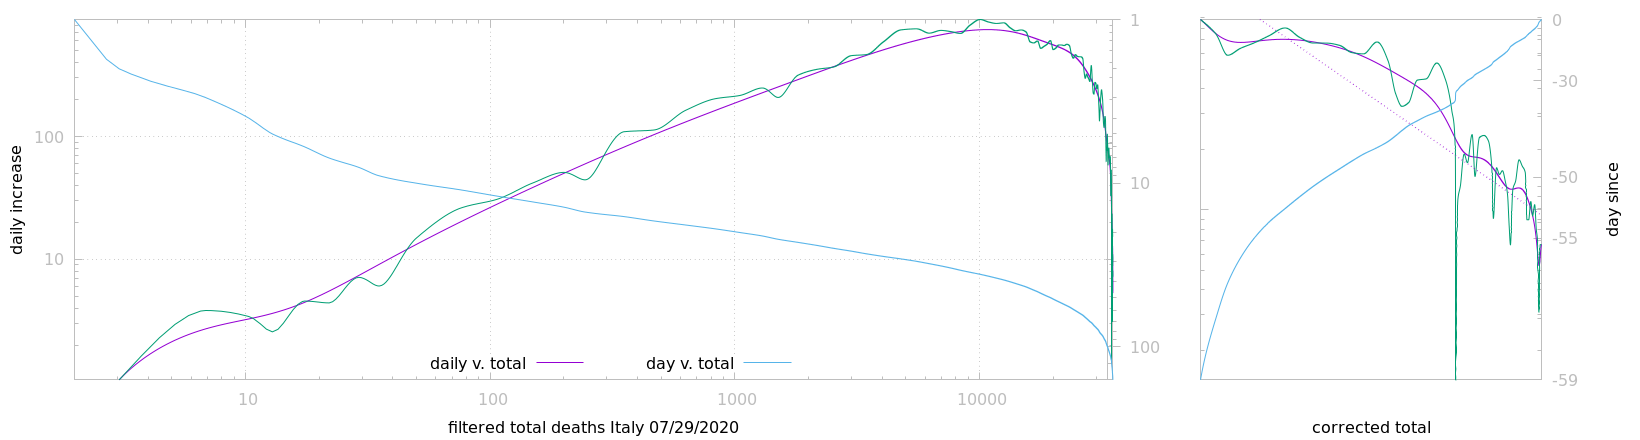 daily increase
100
10
daily v. total
day v. total
10
100
1000
10000
filtered total deaths Italy 07/29/2020
1
10
100
0
-30
-50
-55
-59
day since
corrected total